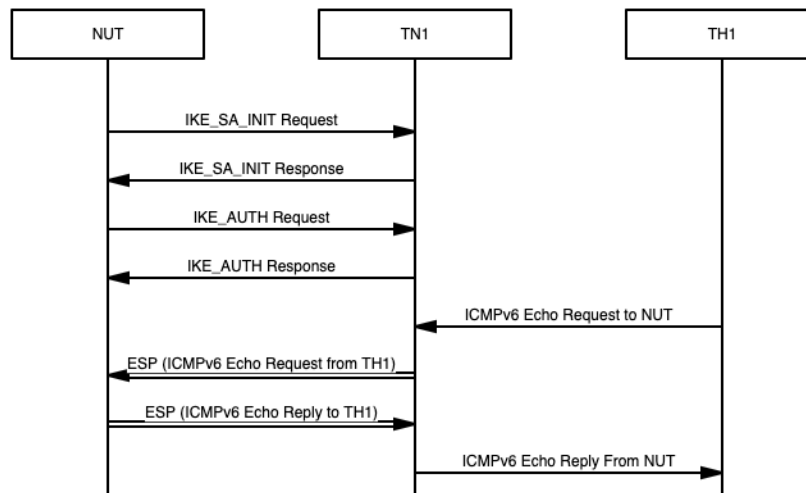 NUT
TN1
TH1
IKE_SA_INIT Request
IKE_SA_INIT Response
IKE_AUTH Request
IKE_AUTH Response
ICMPv6 Echo Request to NUT
ESP (ICMPv6 Echo Request from TH1)
ESP (ICMPv6 Echo Reply to TH1)
ICMPv6 Echo Reply From NUT